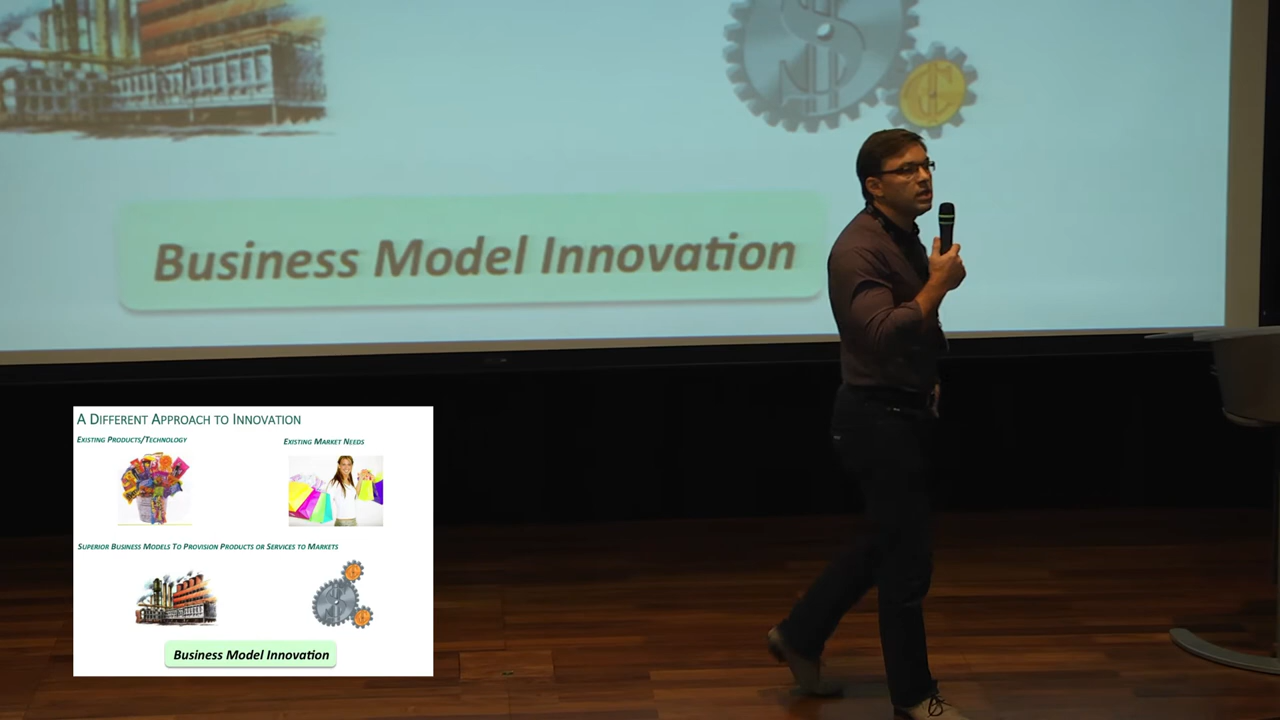 Business Model Innovation
A DIFFERENT APPROACH TO INNOVATION
EXISTING PRODUCTS/TECHNOLOGY
EXISTING MARKET NEEDS
SUPERIOR BUSINESS MODELS TO PROVISION PRODUCTS OR SERVICES TO MARKETS
Business Model Innovation